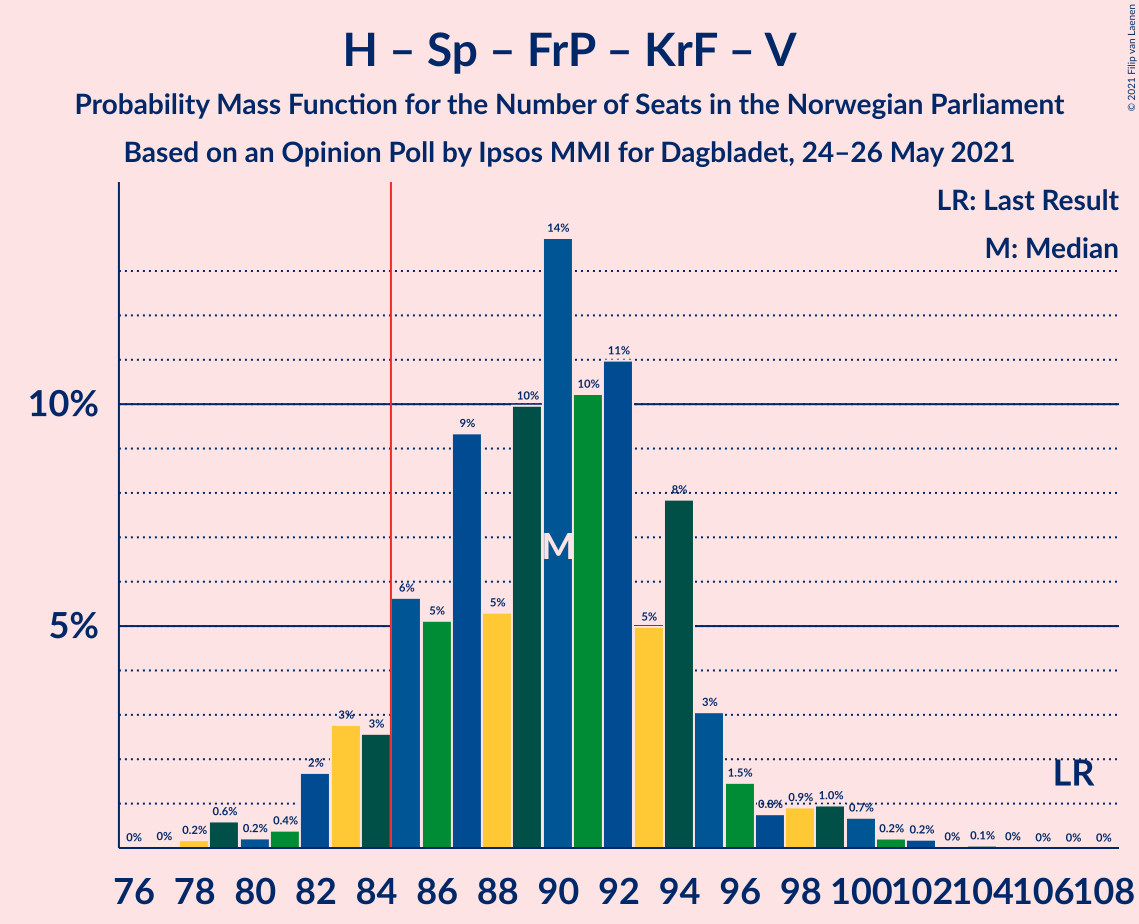 H – Sp – FrP – KrF – V
Probability Mass Function for the Number of Seats in the Norwegian Parliament
Based on an Opinion Poll by Ipsos MMI for Dagbladet, 24–26 May 2021
© 2021 Filip van Laenen
LR: Last Result
M: Median
10%
5%
0% 0% 0.2% 0.6% 0.2% 0.4% 2% 3% 3% 6% 5% 9% 5% 10% 14% 10% 11% 5% 8% 3% 1.5% 0.8% 0.9% 1.0% 0.7% 0.2% 0.2% 0% 0.1% 0% 0% 0% 0%
M
LR
76 78 80 82 84 86 88 90 92 94 96 98 100 102 104 106 108